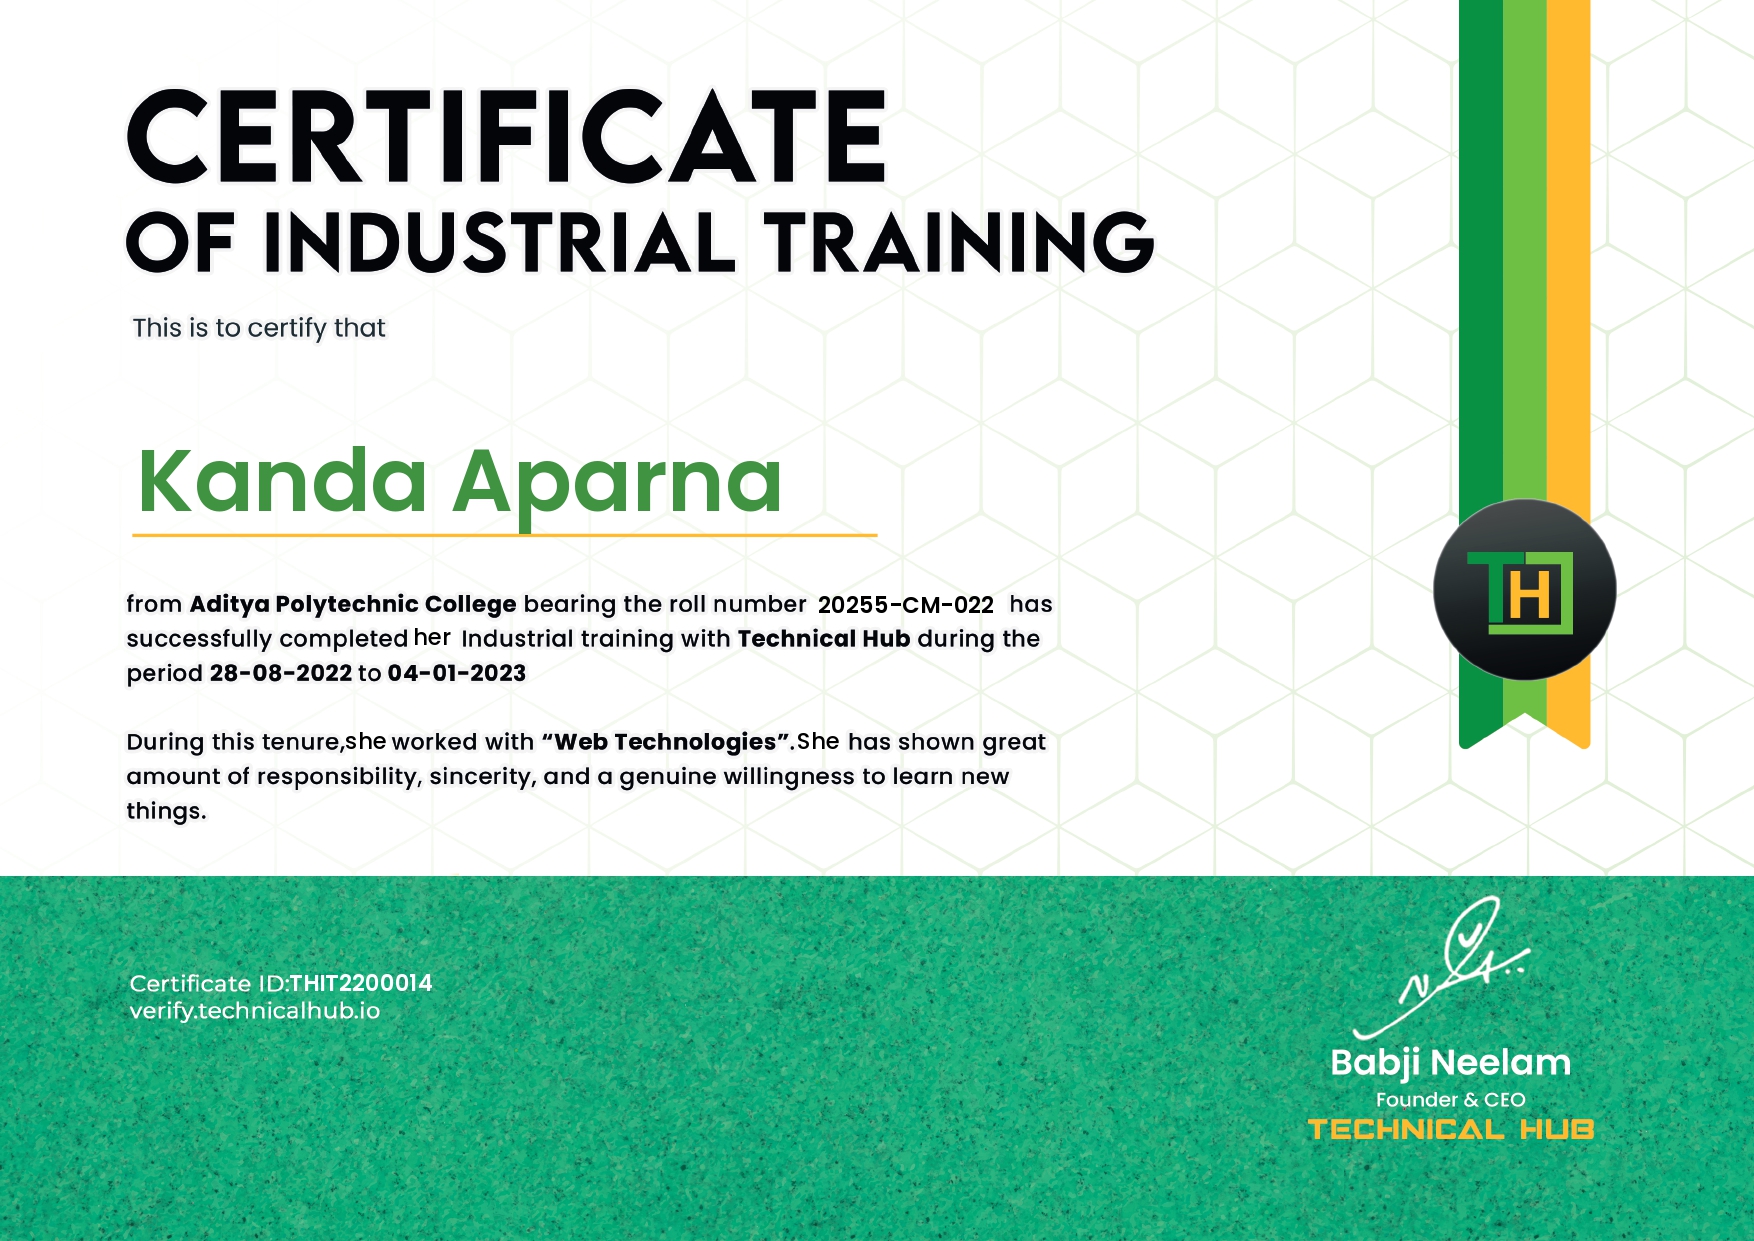 CERTIFICATE
OF INDUSTRIAL TRAINING
This is to certify that
Kanda Aparna
from Aditya Polytechnic College bearing the roll number 20255-CM-022 has
successfully completed her Industrial training with Technical Hub during the
period 28-08-2022 to 04-01-2023
During this tenure,she worked with “Web Technologies”.She has shown great
amount of responsibility, sincerity, and a genuine willingness to learn new
things.
TH
Certificate ID:THIT2200014
verify.technicalhub.io
Babji Neelam
Founder & CEO
TECHNICAL HUB